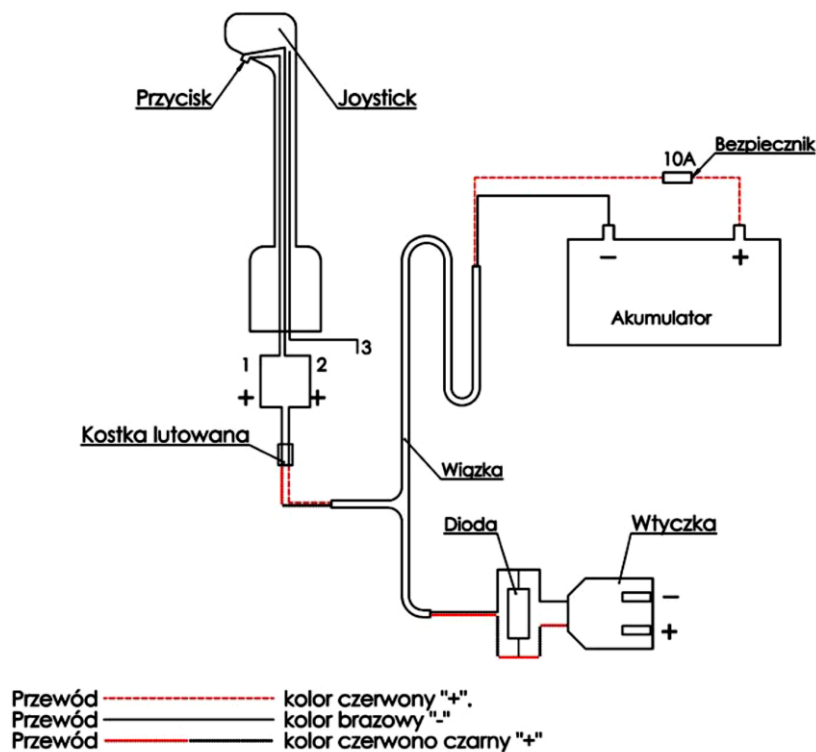 Przycisk
Joystick
10A
Bezpiecznik
- +
Akumulator
3
1 2
+ +
Kostka lutowana
Wiązka
Dioda
Wtyczka
-
+
Przewód kolor czerwony "+".
Przewód kolor brazowy "-"
Przewód kolor czerwono czarny "+"